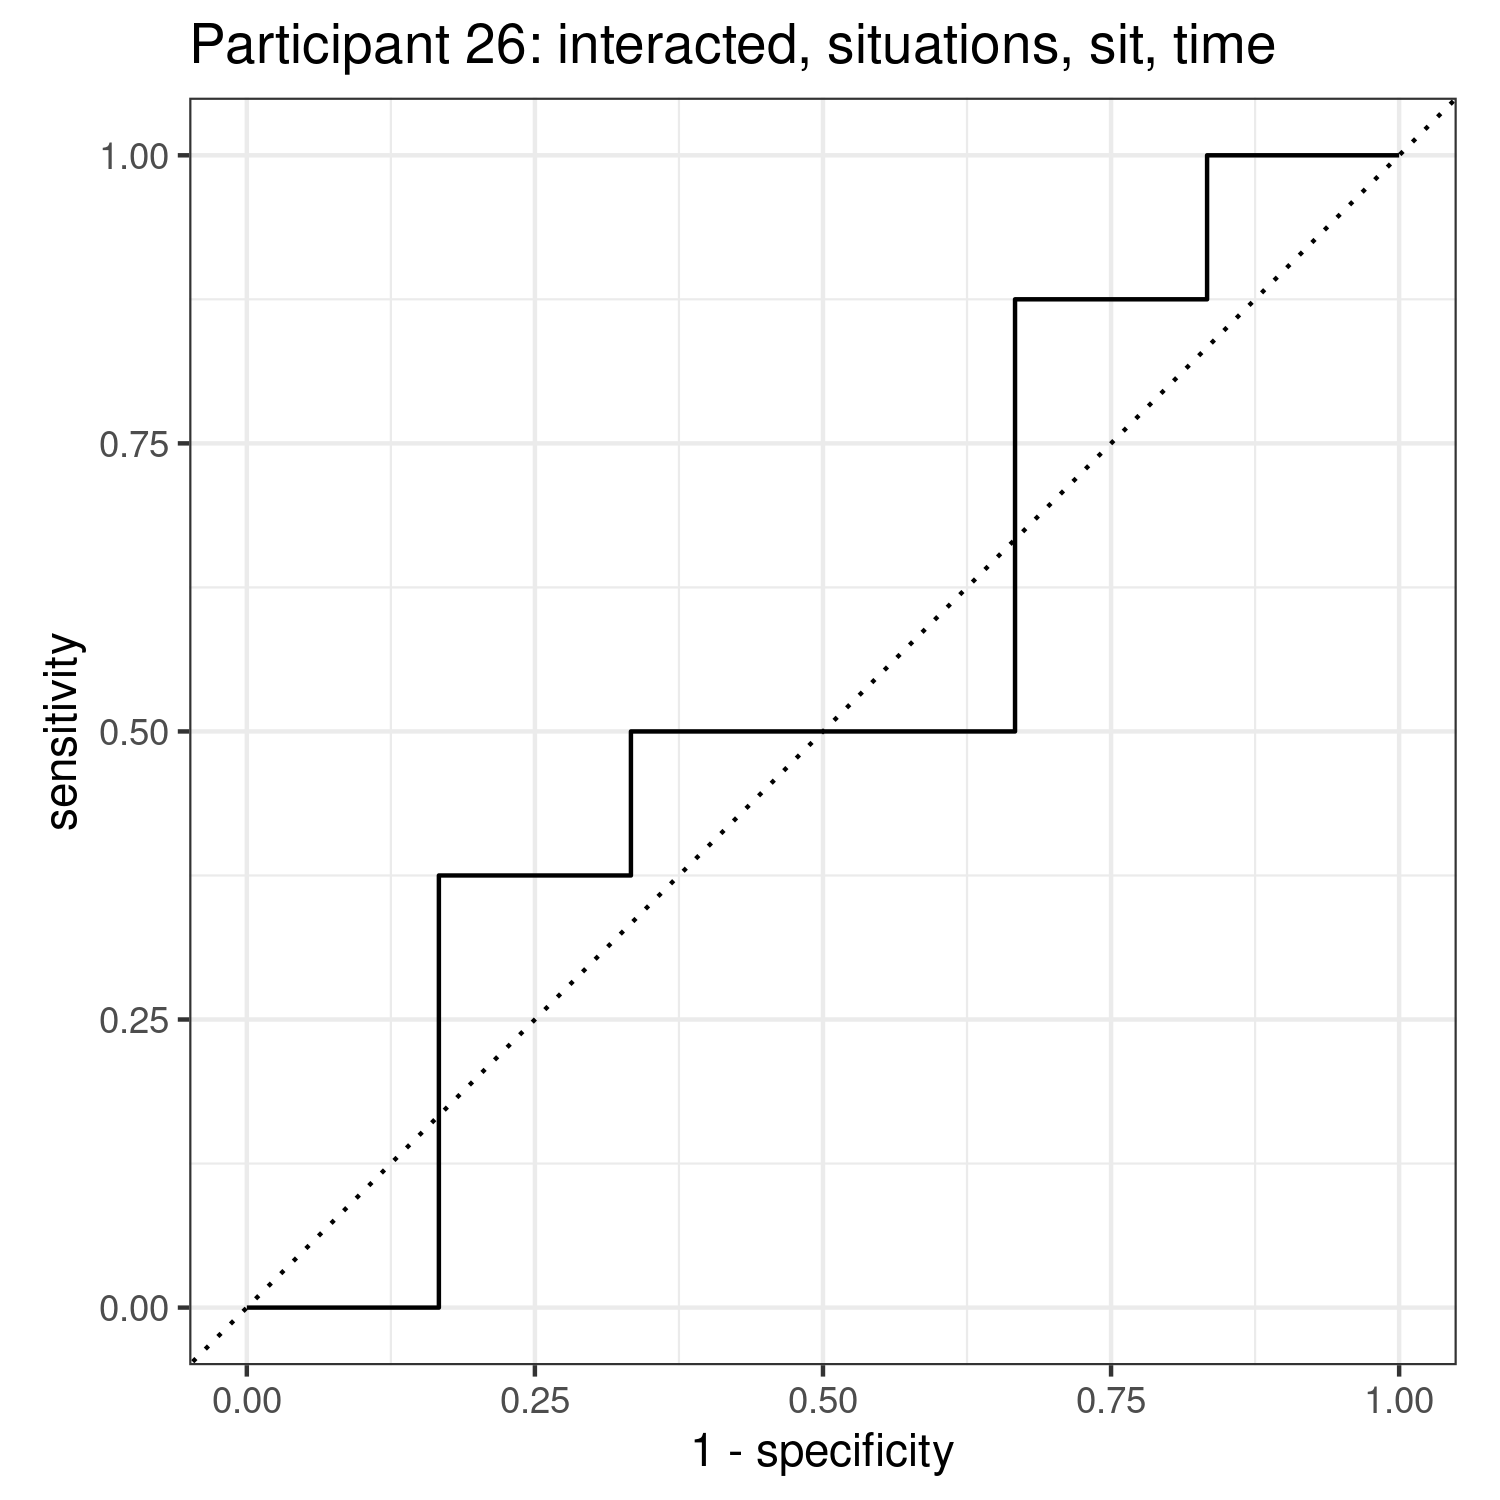 Participant 26: interacted, situations, sit, time
1.00
0.75
0.50
0.25
0.00
sensitivity
0.00 0.25 0.50 0.75 1.00
1 - specificity